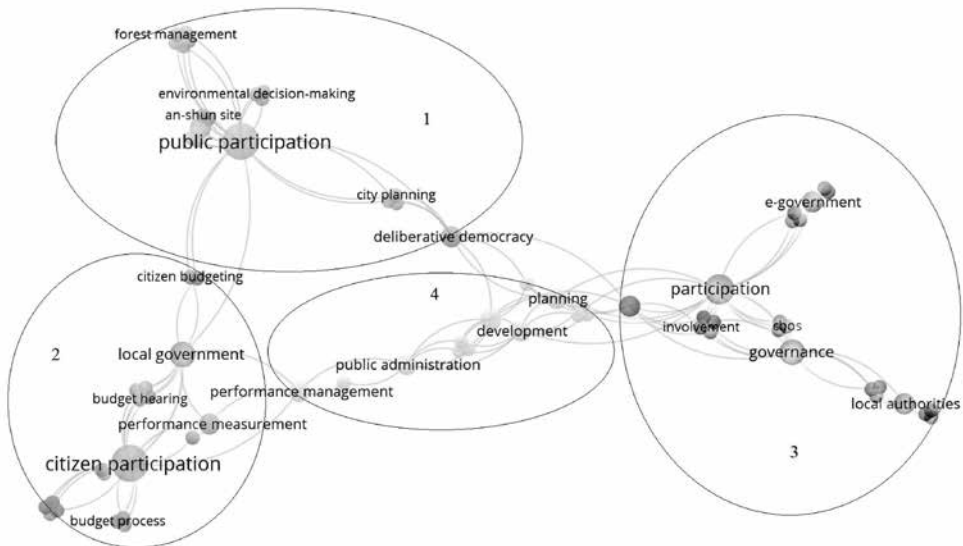 forest management
environmental decision-making
an-shun site
1
public participation
city planning
e-government
deliberative democracy
citizen budgeting
4
planning
participation
2
local government
development
involvement
cbos
public administration
governance
budget hearing
performance management
local authorities
performance measurement
3
citizen participation
budget process